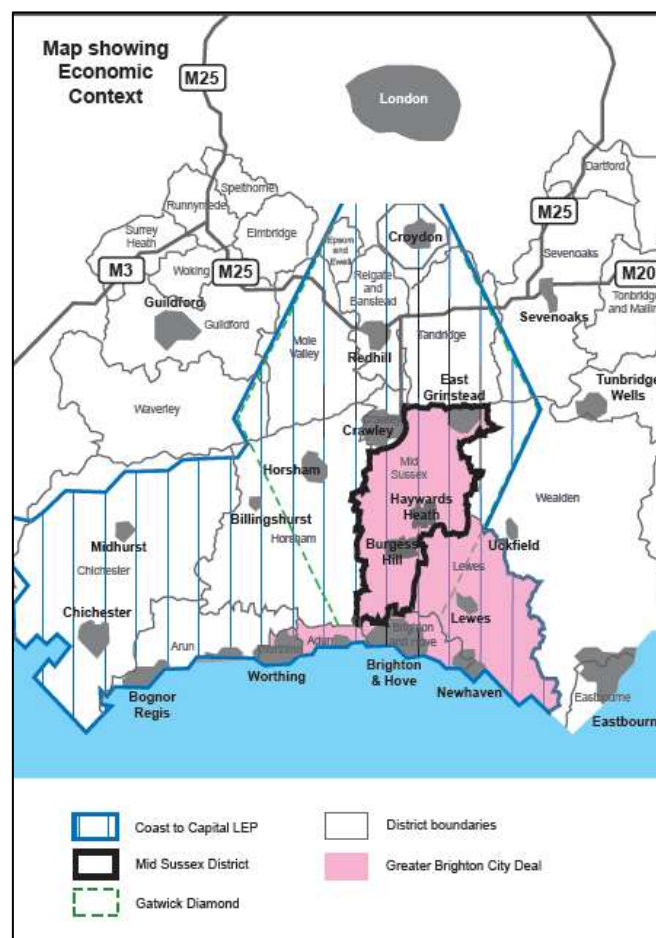 Map showing
Economic
Context
M25
London
Dartford
Spelthorne
Runnymede
M25
Elmbridge
Surrey
Heath
Epsom
and
Ewell
Croydon
Sevenoaks
M3
Woking
M25
Reigate
and
Banstead
M20
Guildford
Guildford
Tonbridge
and Mallin
Sevenoaks
Mole
Valley
Redhill
Tandridge
East
Grinstead
Tunbridge
Wells
Waverley
Crawley
Horsham
Mid
Sussex
Haywards
Heath
Wealden
Billingshurst
Horsham
Midhurst
Burgess
Hill
Uckfield
Chichester
Lewes
Chichester
Lewes
Arun
Adur
Brighton
and Hove
Worthing
Brighton
& Hove
Newhaven
Bognor
Regis
Eastbourne
Eastbourn
Coast to Capital LEP
District boundaries
Mid Sussex District
Greater Brighton City Deal
Gatwick Diamond